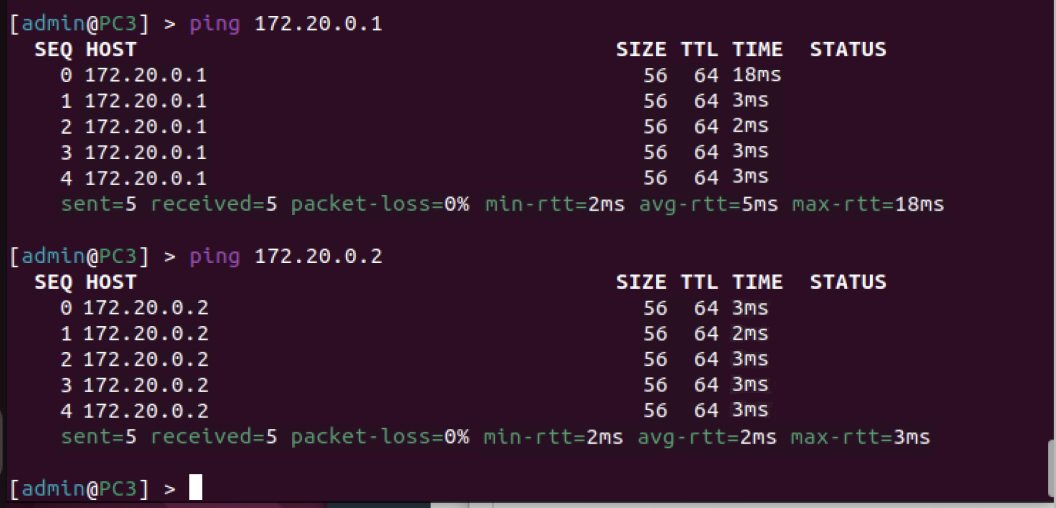 [admin@PC3] > ping 172.20.0.1
SEQ HOST SIZE TTL TIME STATUS
0 172.20.0.1 56 64 18ms
1 172.20.0.1 56 64 3ms
2 172.20.0.1 56 64 2ms
3 172.20.0.1 56 64 3ms
4 172.20.0.1 56 64 3ms
sent=5 received=5 packet-loss=0% min-rtt=2ms avg-rtt=5ms max-rtt=18ms
[admin@PC3] > ping 172.20.0.2
SEQ HOST SIZE TTL TIME STATUS
0 172.20.0.2 56 64 3ms
1 172.20.0.2 56 64 2ms
2 172.20.0.2 56 64 3ms
3 172.20.0.2 56 64 3ms
4 172.20.0.2 56 64 3ms
sent=5 received=5 packet-loss=0% min-rtt=2ms avg-rtt=2ms max-rtt=3ms
[admin@PC3] >